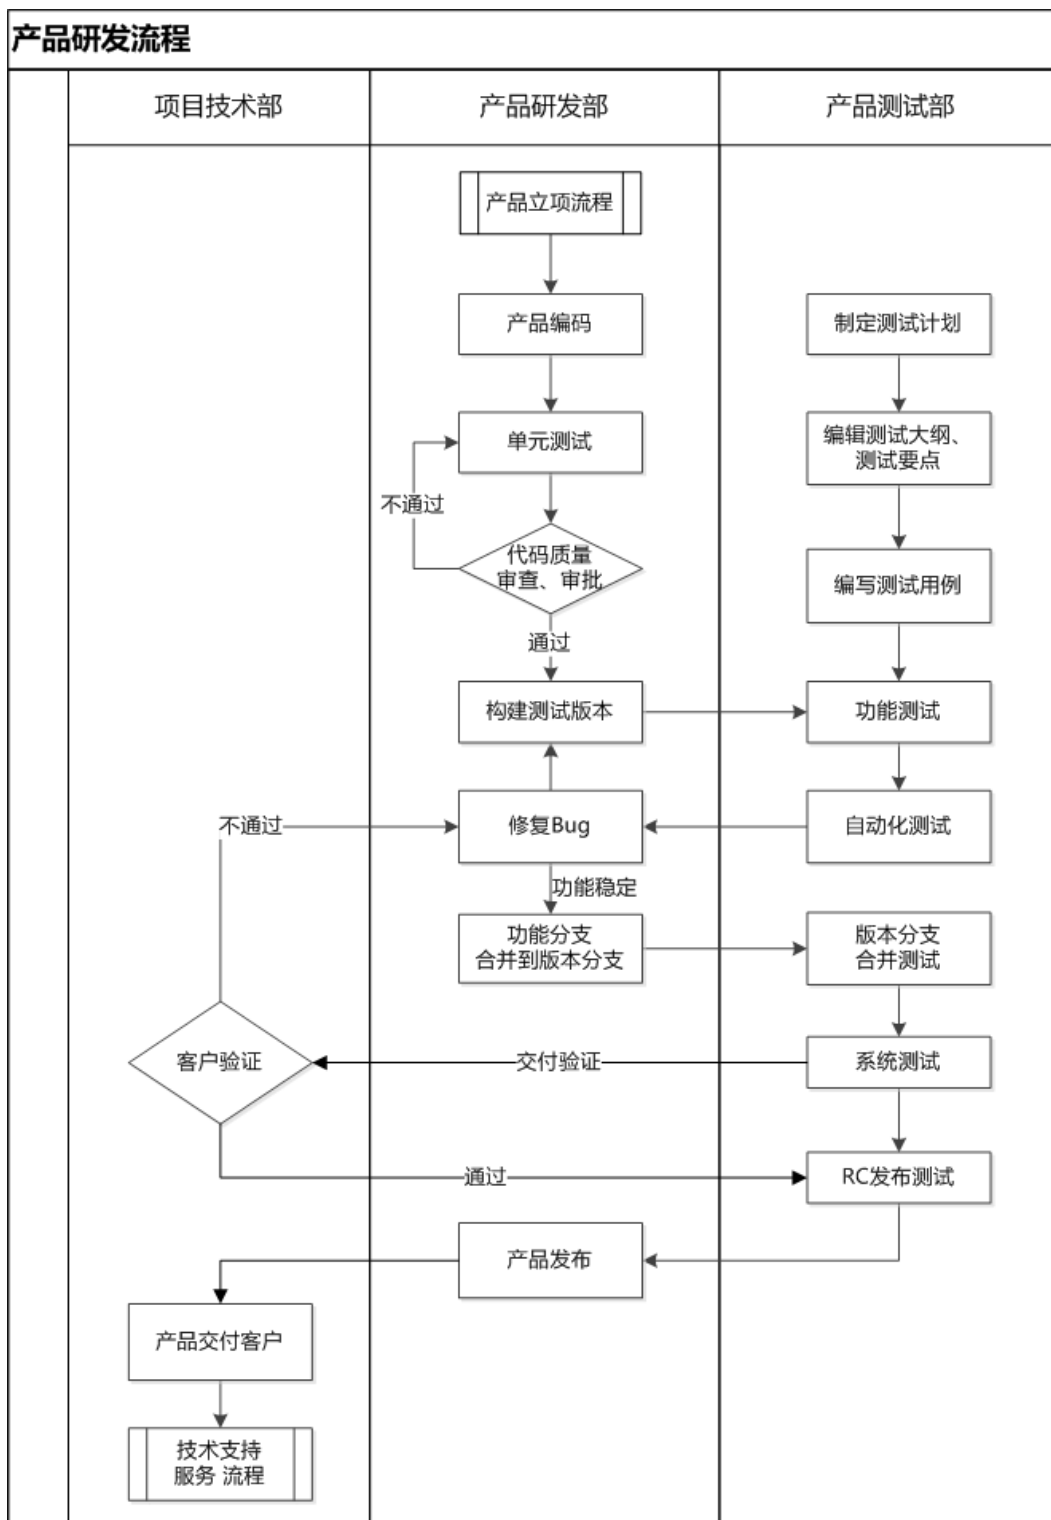 产品研发流程
项目技术部
产品研发部
产品测试部
产品立项流程
产品编码
制定测试计划
单元测试
编辑测试大纲、
测试要点
不通过
代码质量
审查、审批
编写测试用例
通过
构建测试版本
功能测试
不通过
修复Bug
自动化测试
功能稳定
功能分支
合并到版本分支
版本分支
合并测试
客户验证
交付验证
系统测试
通过
RC发布测试
产品发布
产品交付客户
技术支持
服务 流程